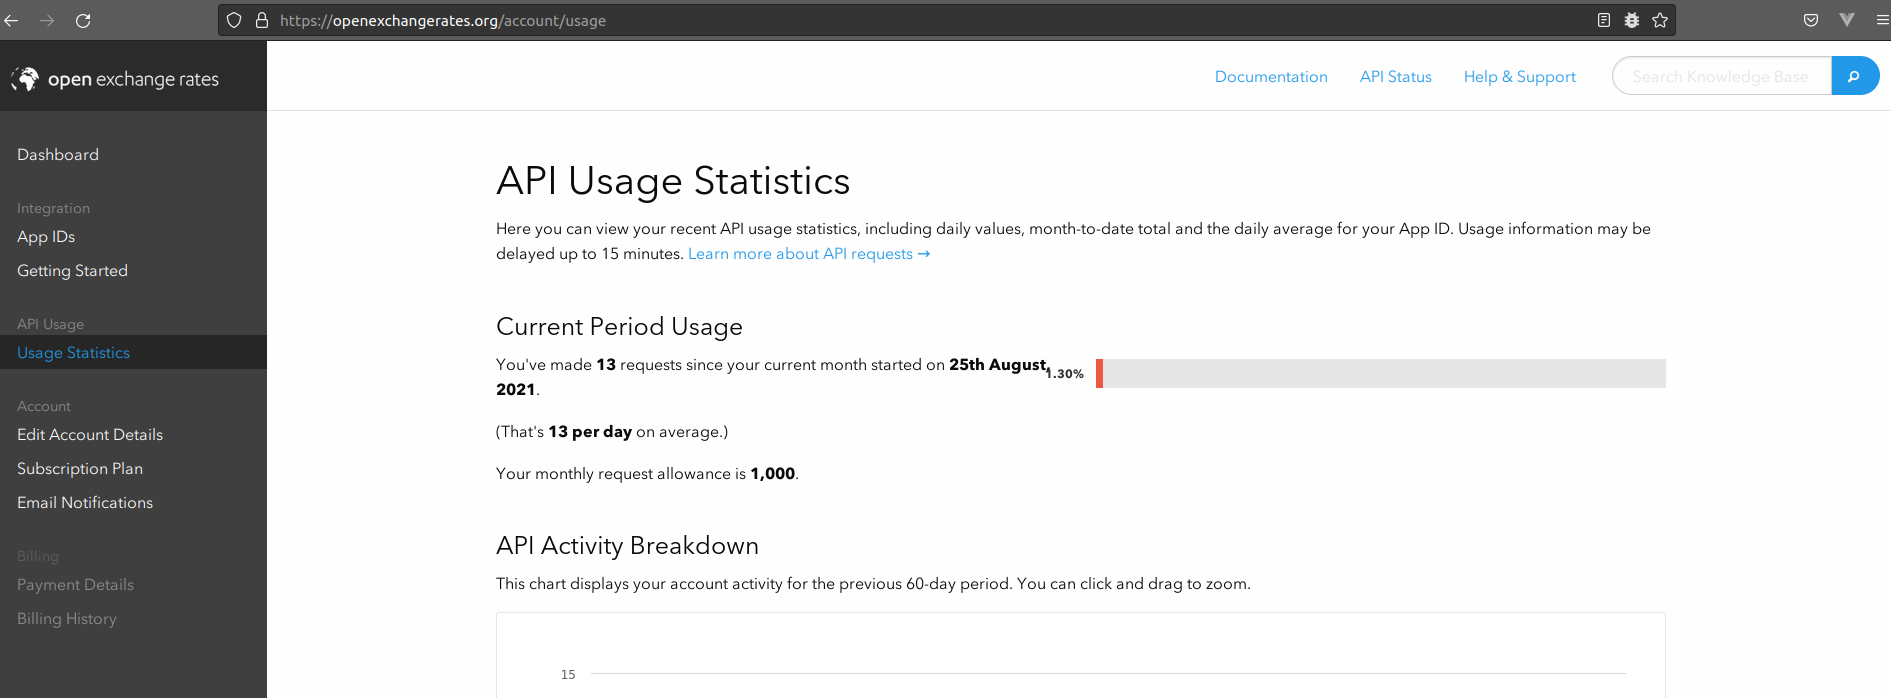 https://openexchangerates.org/account/usage
open exchange rates
Documentation
API Status
Help & Support
Search Knowledge Base
Dashboard
Integration
App IDs
Getting Started
API Usage
Usage Statistics
Account
Edit Account Details
Subscription Plan
Email Notifications
Billing
Payment Details
Billing History
API Usage Statistics
Here you can view your recent API usage statistics, including daily values, month-to-date total and the daily average for your App ID. Usage information may be
delayed up to 15 minutes. Learn more about API requests →
Current Period Usage
You've made 13 requests since your current month started on 25th August,
2021.
1.30%
(That's 13 per day on average.)
Your monthly request allowance is 1,000.
API Activity Breakdown
This chart displays your account activity for the previous 60-day period. You can click and drag to zoom.
15